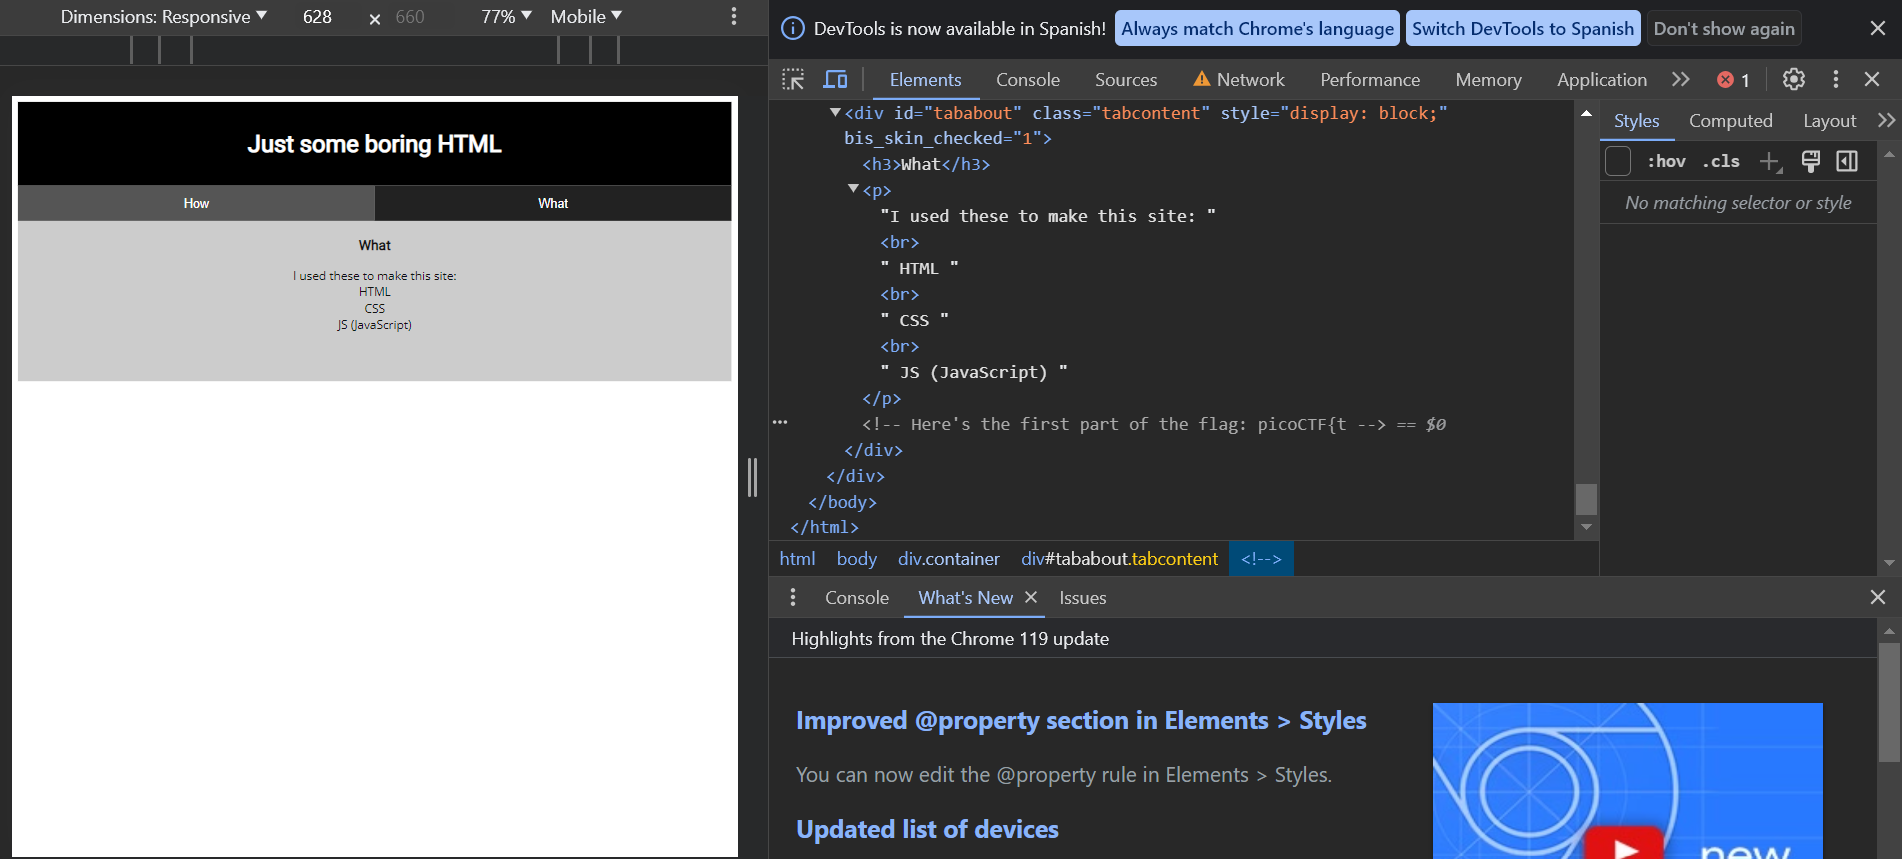 Dimensions: Responsive 628 × 660 77% Mobile
Just some boring HTML
How What
What
I used these to make this site:
HTML
CSS
JS (JavaScript)
DevTools is now available in Spanish! Always match Chrome's language Switch DevTools to Spanish Don't show again
Elements Console Sources Network Performance Memory Application 1
<div id="tababout" class="tabcontent" style="display: block;"
bis_skin_checked="1">
<h3>What</h3>
<p>
"I used these to make this site: "
<br>
" HTML "
<br>
" CSS "
<br>
" JS (JavaScript) "
</p>
<!-- Here's the first part of the flag: picoCTF{t --> == $0
</div>
</div>
</body>
</html>
html body div.container div#tababout.tabcontent <!-->
Styles Computed Layout
:hov .cls
No matching selector or style
Console What's New Issues
Highlights from the Chrome 119 update
Improved @property section in Elements > Styles
You can now edit the @property rule in Elements > Styles.
Updated list of devices
new